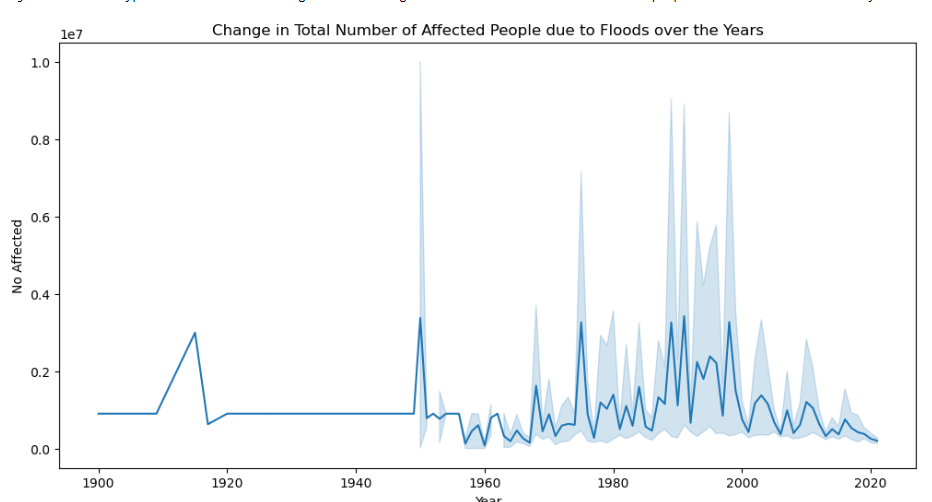 Change in Total Number of Affected People due to Floods over the Years
1e7
1.0
0.8
0.6
0.4
0.2
0.0
No Affected
1900 1920 1940 1960 1980 2000 2020
Year